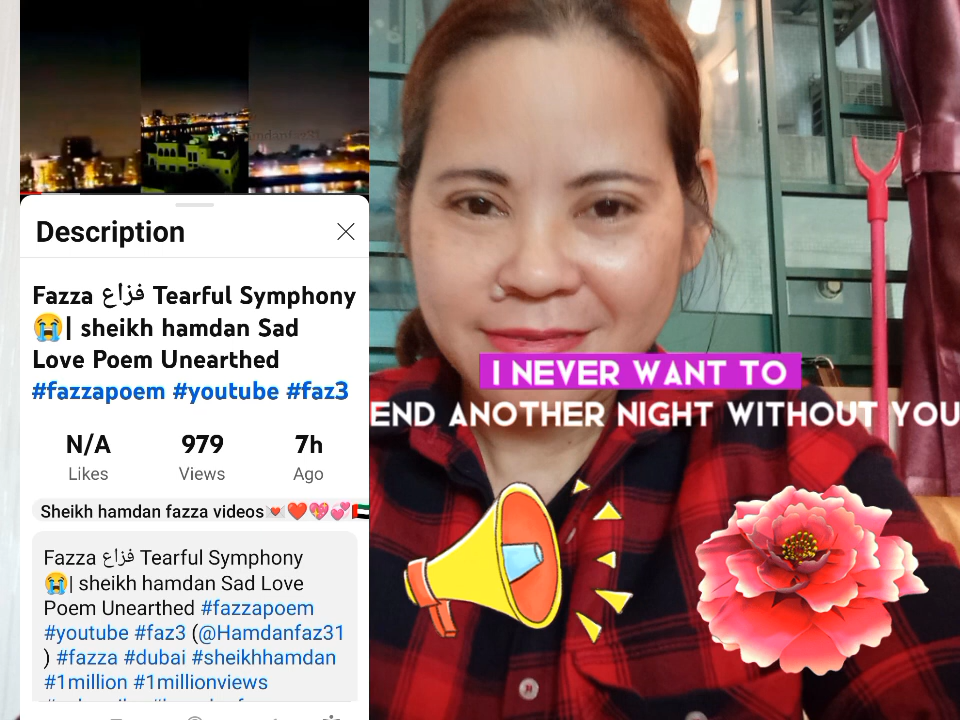 mdanfaz31
Description
Fazza فزاع Tearful Symphony
😭| sheikh hamdan Sad
Love Poem Unearthed
#fazzapoem #youtube #faz3
N/A 979 7h
Likes Views Ago
Sheikh hamdan fazza videos💌❤️💖💞🇦🇪
Fazza فزاع Tearful Symphony
😭| sheikh hamdan Sad Love
Poem Unearthed #fazzapoem
#youtube #faz3 (@Hamdanfaz31
) #fazza #dubai #sheikhhamdan
#1million #1millionviews
I NEVER WANT TO
END ANOTHER NIGHT WITHOUT YOU